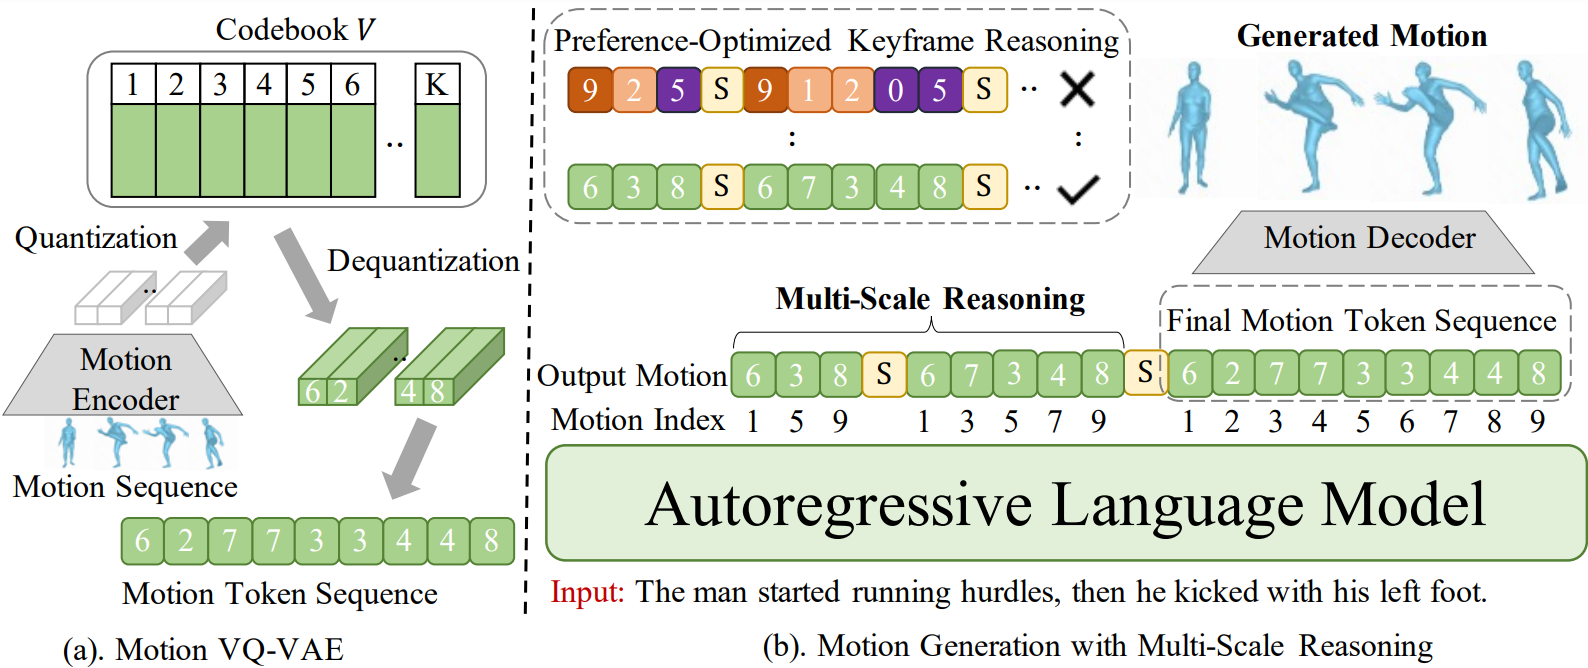 Codebook V
1 2 3 4 5 6 .. K
Quantization
Dequantization
..
Motion
Encoder
6 2 .. 4 8
Motion Sequence
6 2 7 7 3 3 4 4 8
Motion Token Sequence
(a). Motion VQ-VAE
Preference-Optimized Keyframe Reasoning
9 2 5 S 9 1 2 0 5 S ..
: :
6 3 8 S 6 7 3 4 8 S ..
Generated Motion
Motion Decoder
Multi-Scale Reasoning
Final Motion Token Sequence
Output Motion 6 3 8 S 6 7 3 4 8 S 6 2 7 7 3 3 4 4 8
Motion Index 1 5 9 1 3 5 7 9 1 2 3 4 5 6 7 8 9
Autoregressive Language Model
Input: The man started running hurdles, then he kicked with his left foot.
(b). Motion Generation with Multi-Scale Reasoning